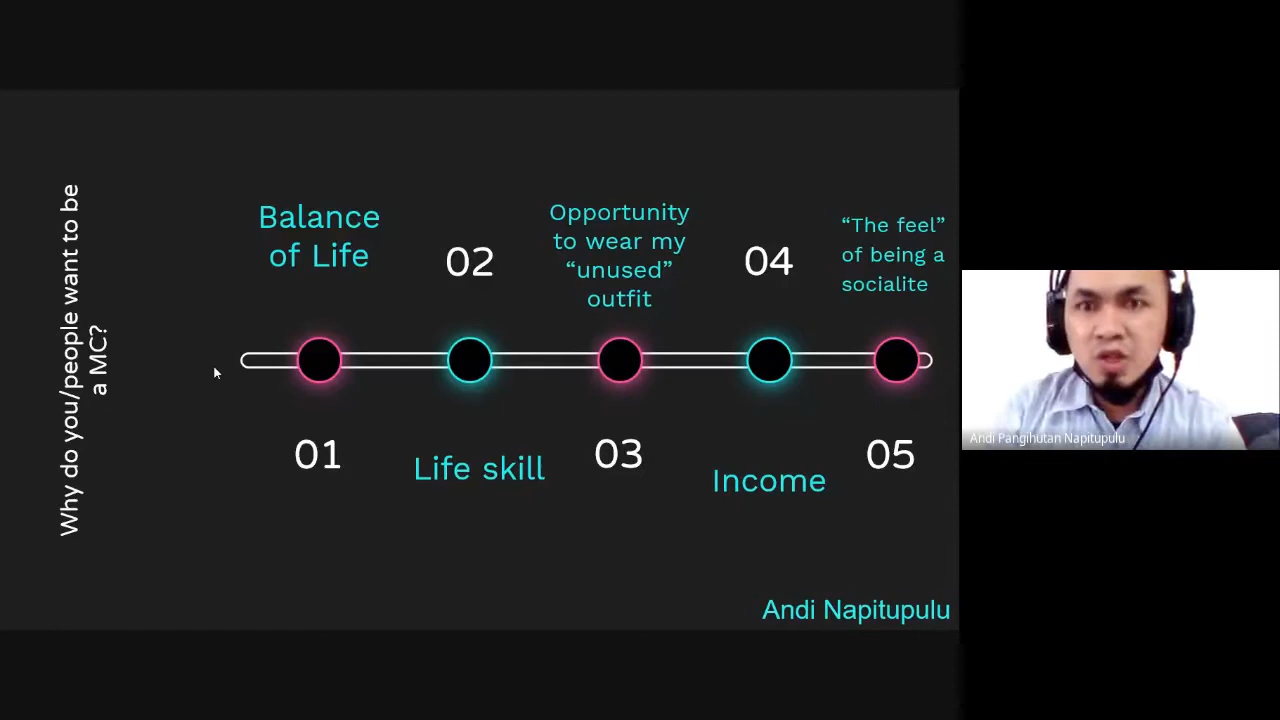 Why do you/people want to be
a MC?
Balance
of Life
01
02
Life skill
Opportunity
to wear my
“unused”
outfit
03
04
Income
“The feel”
of being a
socialite
05
Andi Napitupulu
Andi Pangihutan Napitupulu